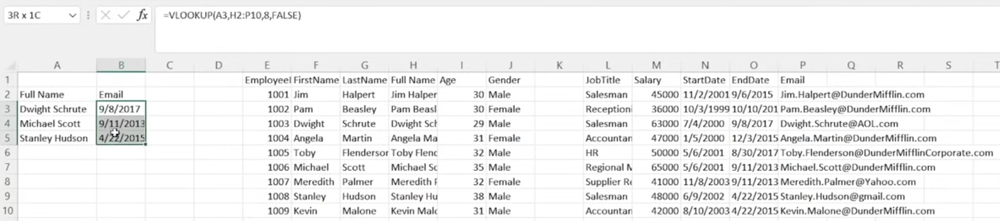 3R x 1C fx =VLOOKUP(A3,H2:P10,8,FALSE)
A B C D E F G H I J K L M N O P Q R S T
1 EmployeeI FirstName LastName Full Name Age Gender JobTitle Salary StartDate EndDate Email
2 Full Name Email 1001 Jim Halpert Jim Halper 30 Male Salesman 45000 11/2/2001 9/6/2015 Jim.Halpert@DunderMifflin.com
3 Dwight Schrute 9/8/2017 1002 Pam Beasley Pam Beasl 30 Female Receptioni 36000 10/3/1999 10/10/201 Pam.Beasley@DunderMifflin.com
4 Michael Scott 9/11/2013 1003 Dwight Schrute Dwight Sch 29 Male Salesman 63000 7/4/2000 9/8/2017 Dwight.Schrute@AOL.com
5 Stanley Hudson 4/22/2015 1004 Angela Martin Angela Ma 31 Female Accountan 47000 1/5/2000 12/3/2015 Angela.Martin@DunderMifflin.com
6 1005 Toby Flenderson Toby Flend 32 Male HR 50000 5/6/2001 8/30/2017 Toby.Flenderson@DunderMifflinCorporate.com
7 1006 Michael Scott Michael Sc 35 Male Regional M 65000 5/6/2001 9/11/2013 Michael.Scott@DunderMifflin.com
8 1007 Meredith Palmer Meredith P 32 Female Supplier Re 41000 11/8/2003 9/11/2013 Meredith.Palmer@Yahoo.com
9 1008 Stanley Hudson Stanley Hu 38 Male Salesman 48000 6/9/2002 4/22/2015 Stanley.Hudson@gmail.com
10 1009 Kevin Malone Kevin Malo 31 Male Accountan 42000 8/10/2003 4/22/2015 Kevin.Malone@DunderMifflin.com